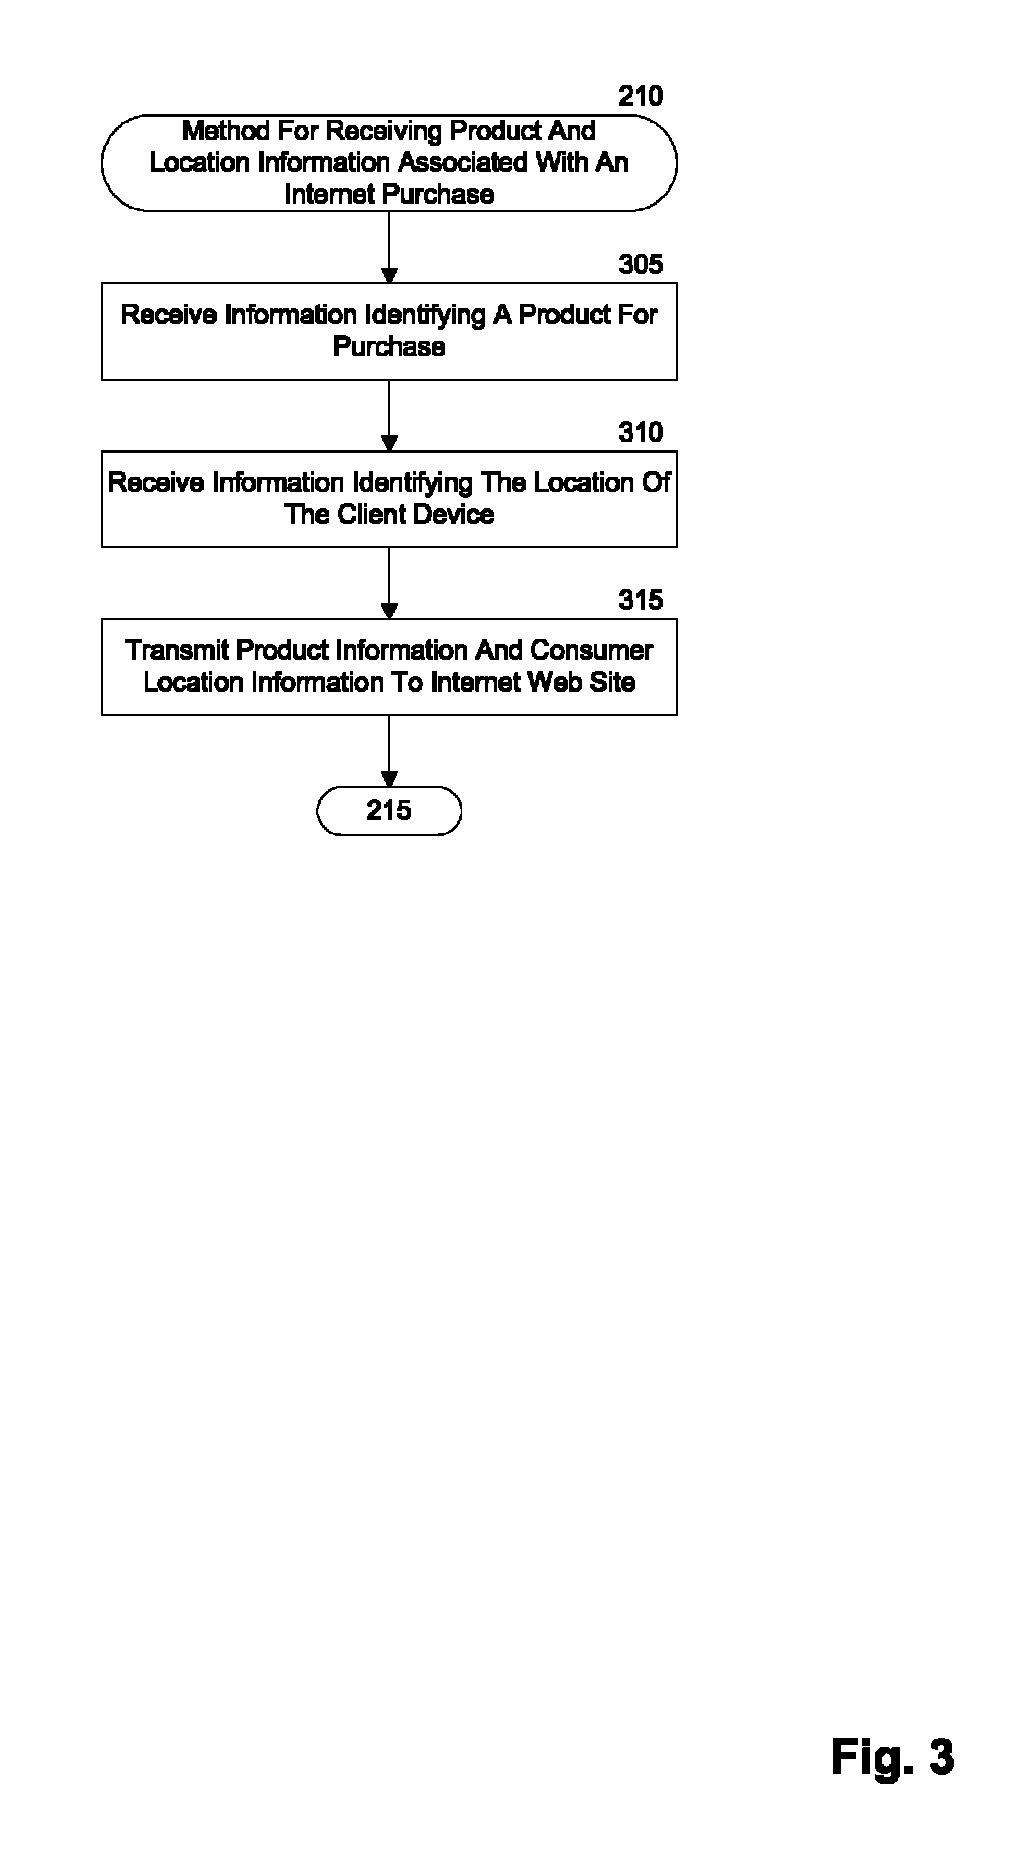 210
Method For Receiving Product And
Location Information Associated With An
Internet Purchase
305
Receive Information Identifying A Product For
Purchase
310
Receive Information Identifying The Location Of
The Client Device
315
Transmit Product Information And Consumer
Location Information To Internet Web Site
215
Fig. 3